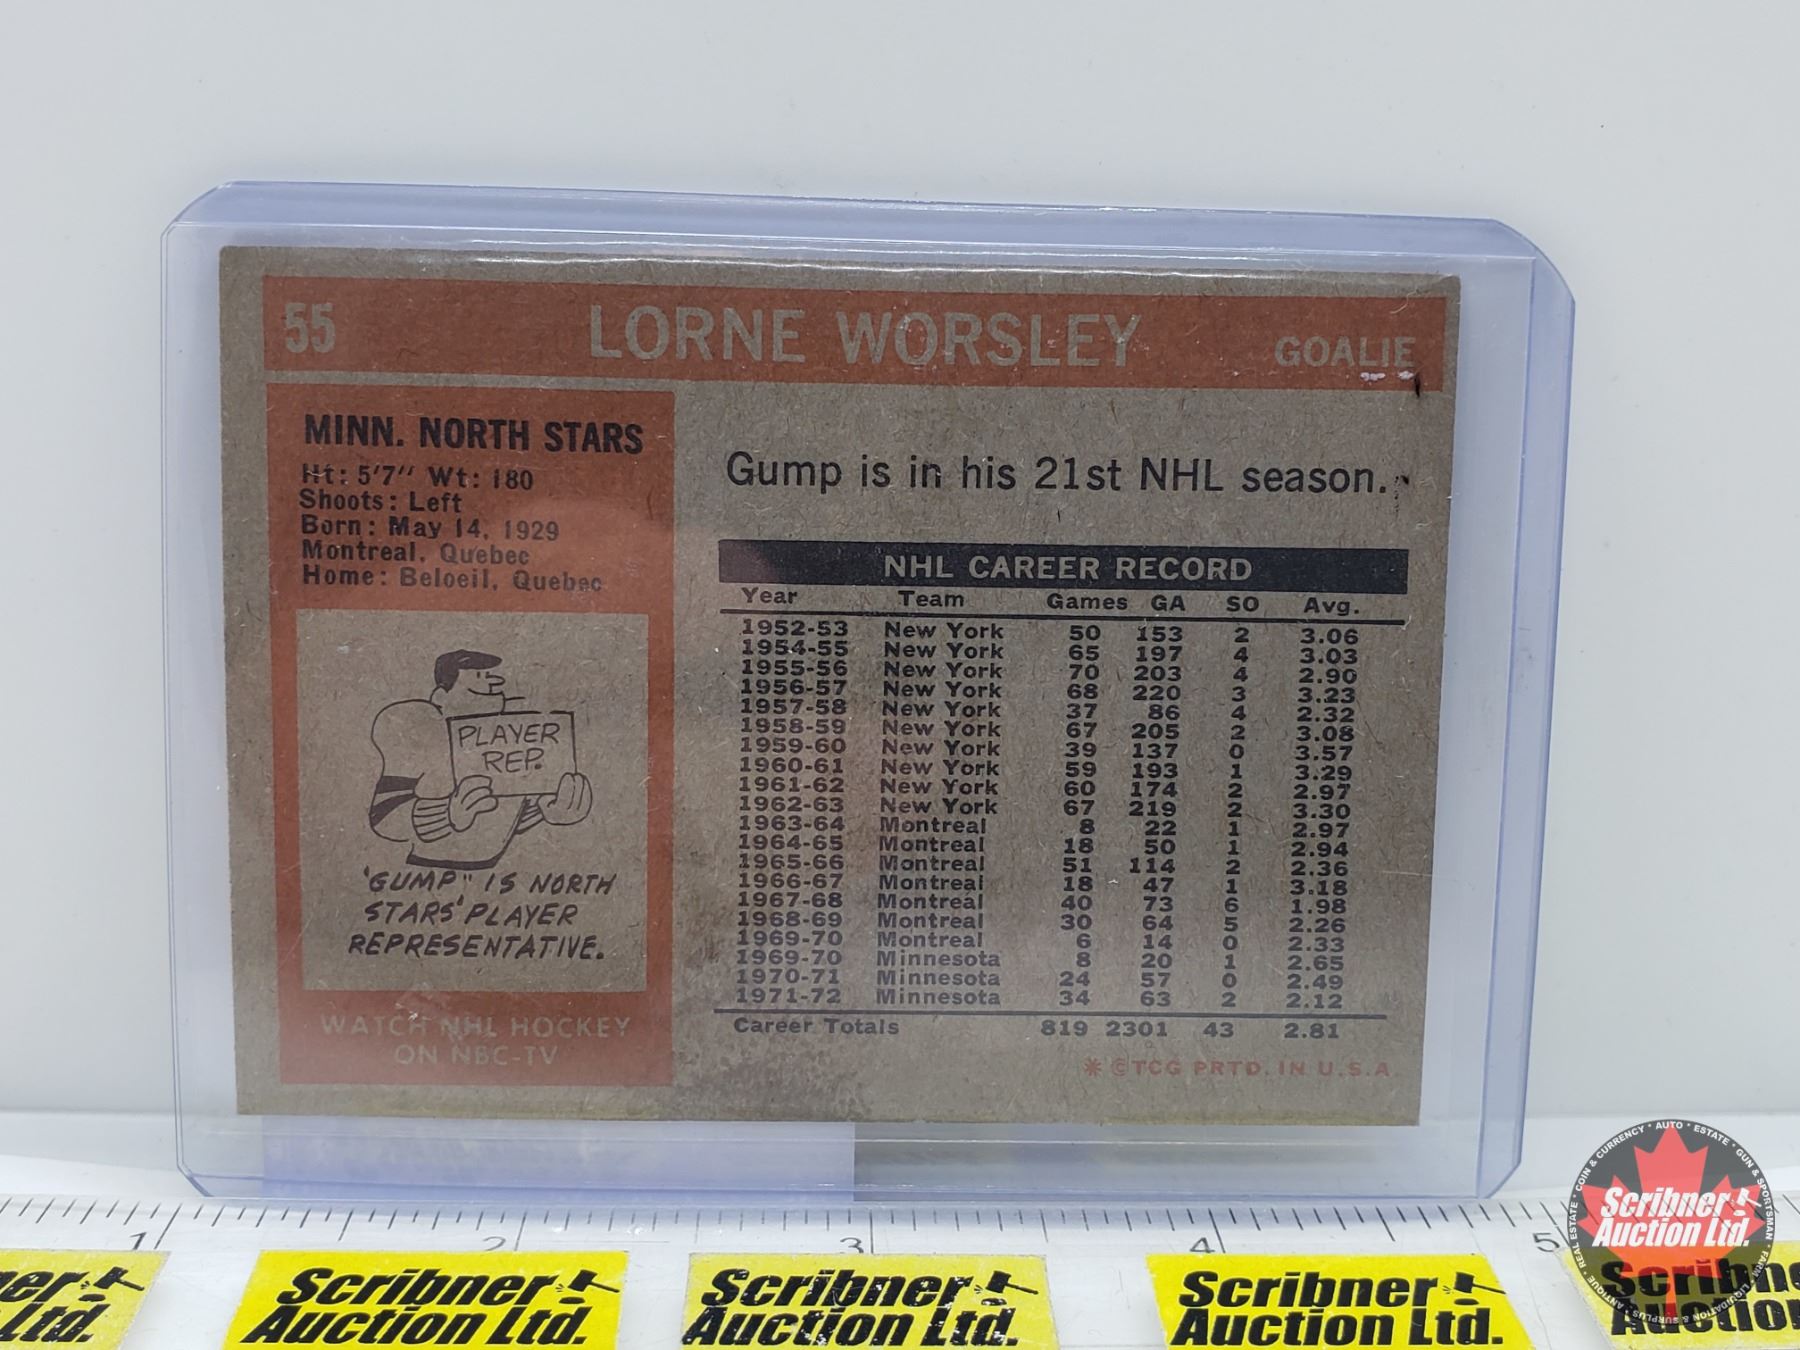 55 LORNE WORSLEY GOALIE
MINN. NORTH STARS
Ht: 5'7" Wt: 180
Shoots: Left
Born: May 14, 1929
Montreal, Quebec
Home: Beloeil, Quebec
PLAYER
REP.
'GUMP" IS NORTH
STARS' PLAYER
REPRESENTATIVE.
WATCH NHL HOCKEY
ON NBC-TV
Gump is in his 21st NHL season.
NHL CAREER RECORD
Year Team Games GA SO Avg.
1952-53 New York 50 153 2 3.06
1954-55 New York 65 197 4 3.03
1955-56 New York 70 203 4 2.90
1956-57 New York 68 220 3 3.23
1957-58 New York 37 86 4 2.32
1958-59 New York 67 205 2 3.08
1959-60 New York 39 137 0 3.57
1960-61 New York 59 193 1 3.29
1961-62 New York 60 174 2 2.97
1962-63 New York 67 219 2 3.30
1963-64 Montreal 8 22 1 2.97
1964-65 Montreal 18 50 1 2.94
1965-66 Montreal 51 114 2 2.36
1966-67 Montreal 18 47 1 3.18
1967-68 Montreal 40 73 6 1.98
1968-69 Montreal 30 64 5 2.26
1969-70 Montreal 6 14 0 2.33
1969-70 Minnesota 8 20 1 2.65
1970-71 Minnesota 24 57 0 2.49
1971-72 Minnesota 34 63 2 2.12
Career Totals 819 2301 43 2.81
* © TCG PRTD. IN U.S.A.
1 2 3 4 5
Scribner
Auction Ltd.
Scribner
Auction Ltd.
Scribner
Auction Ltd.
COIN & CURRENCY • AUTO • ESTATE • GUN & SPORTSMAN • FARM • LIQUIDATION & SURPLUS • ANTIQUE • REAL ESTATE •
Scribner
Auction Ltd.